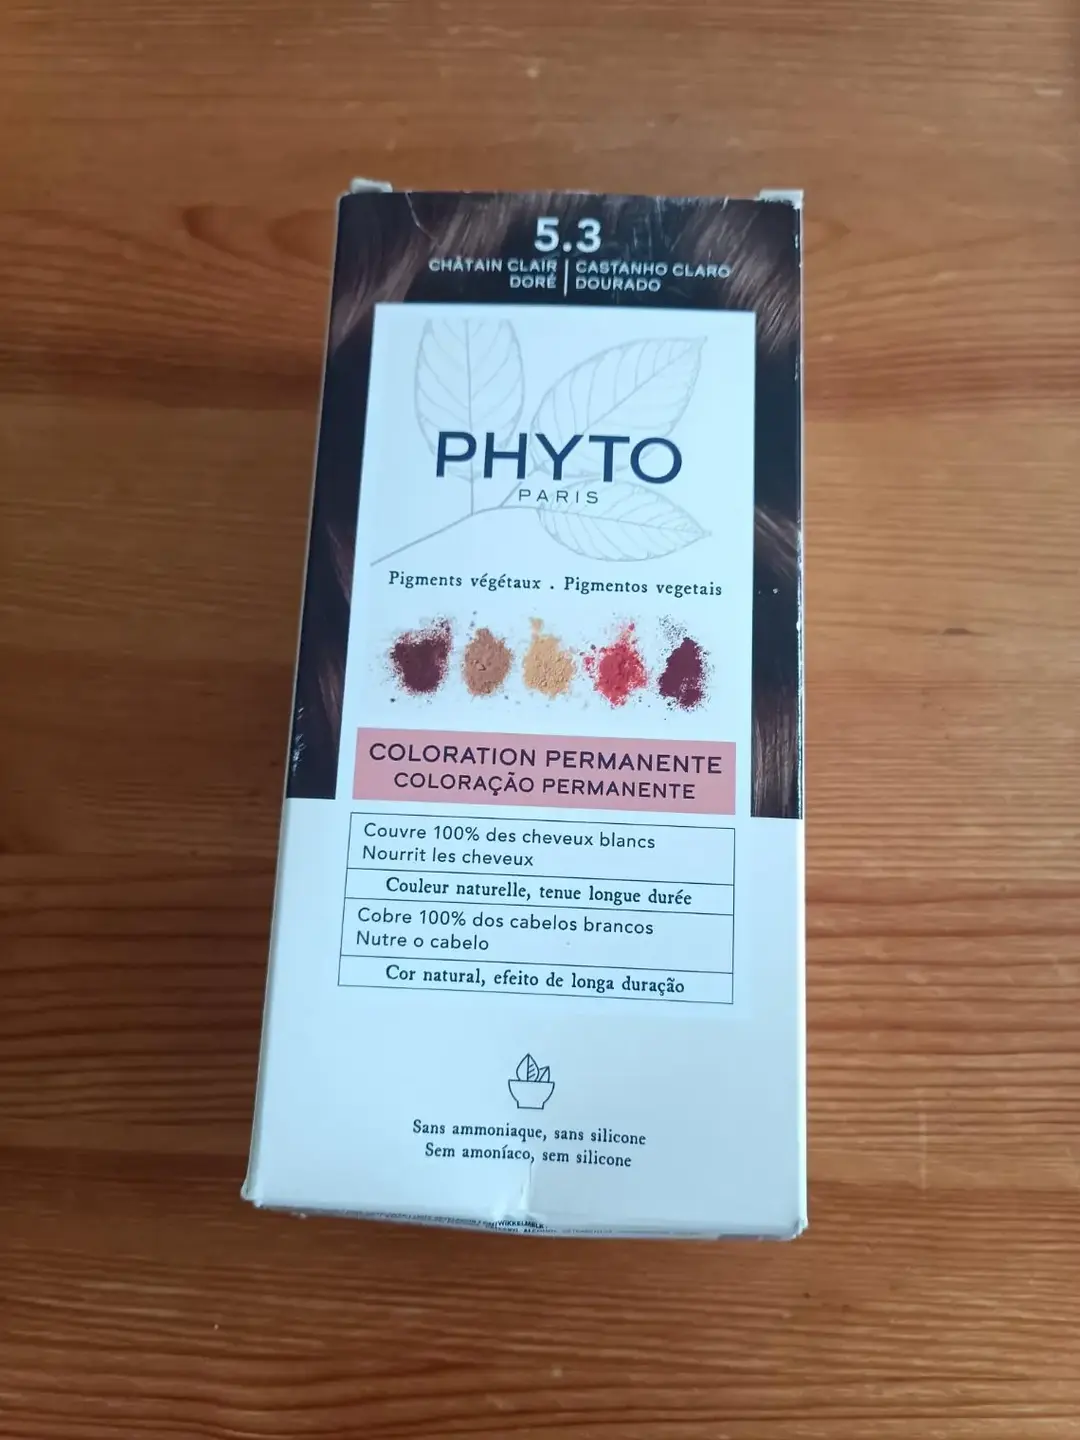 5.3
CHÂTAIN CLAIR DORÉ
CASTANHO CLARO DOURADO
PHYTO
PARIS
Pigments végétaux . Pigmentos vegetais
COLORATION PERMANENTE
COLORAÇÃO PERMANENTE
Couvre 100% des cheveux blancs
Nourrit les cheveux
Couleur naturelle, tenue longue durée
Cobre 100% dos cabelos brancos
Nutre o cabelo
Cor natural, efeito de longa duração
Sans ammoniaque, sans silicone
Sem amoníaco, sem silicone